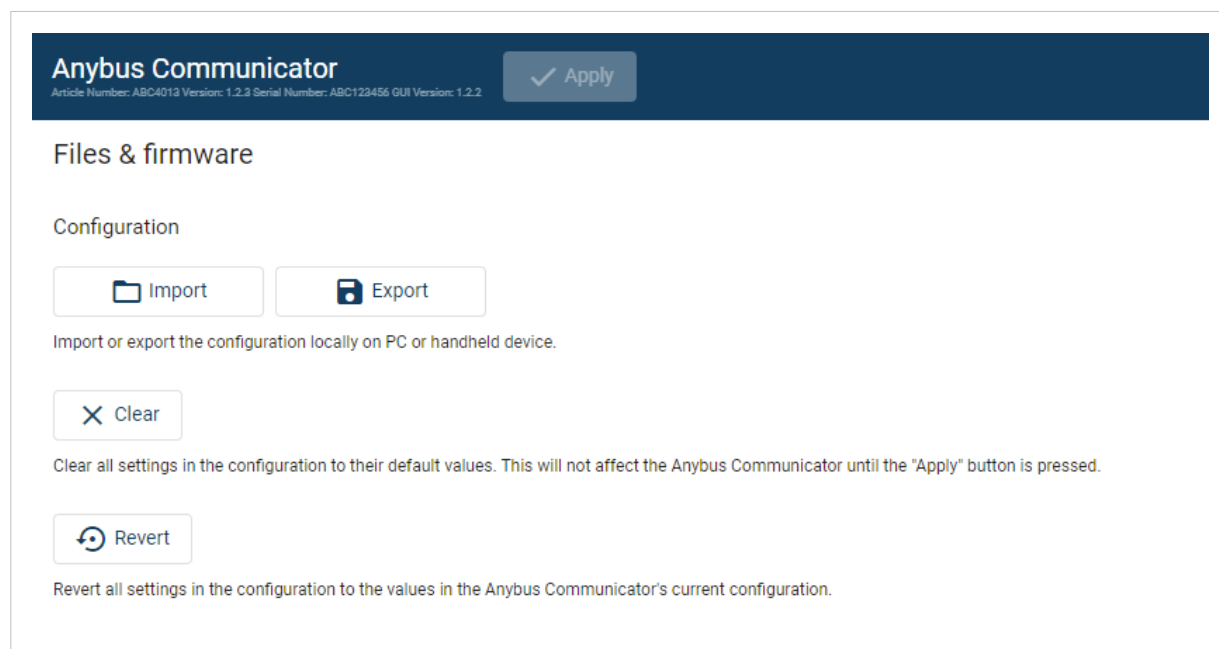 Anybus Communicator
Apply
Article Number: ABC4013 Version: 1.2.3 Serial Number: ABC123456 GUI Version: 1.2.2
Files & firmware
Configuration
Import
Export
Import or export the configuration locally on PC or handheld device.
Clear
Clear all settings in the configuration to their default values. This will not affect the Anybus Communicator until the "Apply" button is pressed.
Revert
Revert all settings in the configuration to the values in the Anybus Communicator's current configuration.